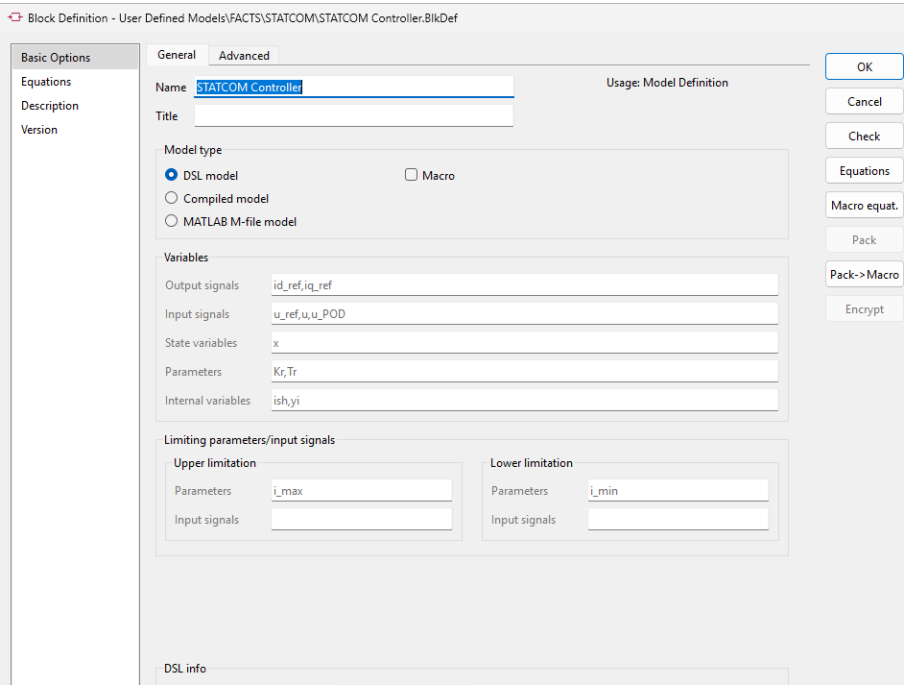 Block Definition - User Defined Models\FACTS\STATCOM\STATCOM Controller.BlkDef
Basic Options
Equations
Description
Version
General Advanced
Name STATCOM Controller Usage: Model Definition
Title
Model type
DSL model Macro
Compiled model
MATLAB M-file model
Variables
Output signals id_ref,iq_ref
Input signals u_ref,u,u_POD
State variables x
Parameters Kr,Tr
Internal variables ish,yi
Limiting parameters/input signals
Upper limitation Lower limitation
Parameters i_max Parameters i_min
Input signals Input signals
DSL info
OK
Cancel
Check
Equations
Macro equat.
Pack
Pack->Macro
Encrypt